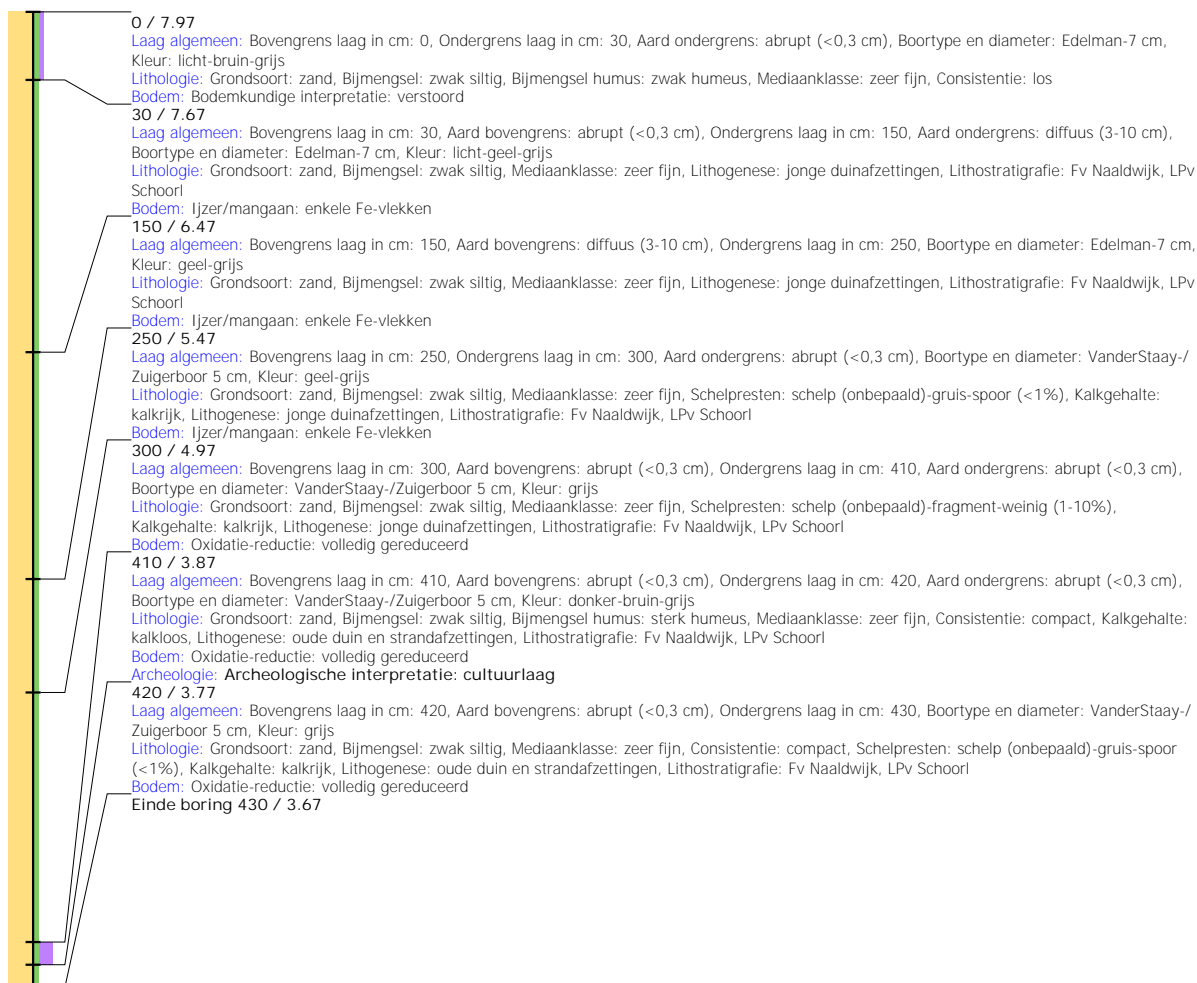 0 / 7.97
Laag algemeen: Bovengrens laag in cm: 0, Ondergrens laag in cm: 30, Aard ondergrens: abrupt (<0,3 cm), Boortype en diameter: Edelman-7 cm,
Kleur: licht-bruin-grijs
Lithologie: Grondsoort: zand, Bijmengsel: zwak siltig, Bijmengsel humus: zwak humeus, Mediaanklasse: zeer fijn, Consistentie: los
Bodem: Bodemkundige interpretatie: verstoord
30 / 7.67
Laag algemeen: Bovengrens laag in cm: 30, Aard bovengrens: abrupt (<0,3 cm), Ondergrens laag in cm: 150, Aard ondergrens: diffuus (3-10 cm),
Boortype en diameter: Edelman-7 cm, Kleur: licht-geel-grijs
Lithologie: Grondsoort: zand, Bijmengsel: zwak siltig, Mediaanklasse: zeer fijn, Lithogenese: jonge duinafzettingen, Lithostratigrafie: Fv Naaldwijk, LPv
Schoorl
Bodem: Ijzer/mangaan: enkele Fe-vlekken
150 / 6.47
Laag algemeen: Bovengrens laag in cm: 150, Aard bovengrens: diffuus (3-10 cm), Ondergrens laag in cm: 250, Boortype en diameter: Edelman-7 cm,
Kleur: geel-grijs
Lithologie: Grondsoort: zand, Bijmengsel: zwak siltig, Mediaanklasse: zeer fijn, Lithogenese: jonge duinafzettingen, Lithostratigrafie: Fv Naaldwijk, LPv
Schoorl
Bodem: Ijzer/mangaan: enkele Fe-vlekken
250 / 5.47
Laag algemeen: Bovengrens laag in cm: 250, Ondergrens laag in cm: 300, Aard ondergrens: abrupt (<0,3 cm), Boortype en diameter: VanderStaay-/
Zuigerboor 5 cm, Kleur: geel-grijs
Lithologie: Grondsoort: zand, Bijmengsel: zwak siltig, Mediaanklasse: zeer fijn, Schelpresten: schelp (onbepaald)-gruis-spoor (<1%), Kalkgehalte:
kalkrijk, Lithogenese: jonge duinafzettingen, Lithostratigrafie: Fv Naaldwijk, LPv Schoorl
Bodem: Ijzer/mangaan: enkele Fe-vlekken
300 / 4.97
Laag algemeen: Bovengrens laag in cm: 300, Aard bovengrens: abrupt (<0,3 cm), Ondergrens laag in cm: 410, Aard ondergrens: abrupt (<0,3 cm),
Boortype en diameter: VanderStaay-/Zuigerboor 5 cm, Kleur: grijs
Lithologie: Grondsoort: zand, Bijmengsel: zwak siltig, Mediaanklasse: zeer fijn, Schelpresten: schelp (onbepaald)-fragment-weinig (1-10%),
Kalkgehalte: kalkrijk, Lithogenese: jonge duinafzettingen, Lithostratigrafie: Fv Naaldwijk, LPv Schoorl
Bodem: Oxidatie-reductie: volledig gereduceerd
410 / 3.87
Laag algemeen: Bovengrens laag in cm: 410, Aard bovengrens: abrupt (<0,3 cm), Ondergrens laag in cm: 420, Aard ondergrens: abrupt (<0,3 cm),
Boortype en diameter: VanderStaay-/Zuigerboor 5 cm, Kleur: donker-bruin-grijs
Lithologie: Grondsoort: zand, Bijmengsel: zwak siltig, Bijmengsel humus: sterk humeus, Mediaanklasse: zeer fijn, Consistentie: compact, Kalkgehalte:
kalkloos, Lithogenese: oude duin en strandafzettingen, Lithostratigrafie: Fv Naaldwijk, LPv Schoorl
Bodem: Oxidatie-reductie: volledig gereduceerd
Archeologie: Archeologische interpretatie: cultuurlaag
420 / 3.77
Laag algemeen: Bovengrens laag in cm: 420, Aard bovengrens: abrupt (<0,3 cm), Ondergrens laag in cm: 430, Boortype en diameter: VanderStaay-/
Zuigerboor 5 cm, Kleur: grijs
Lithologie: Grondsoort: zand, Bijmengsel: zwak siltig, Mediaanklasse: zeer fijn, Consistentie: compact, Schelpresten: schelp (onbepaald)-gruis-spoor
(<1%), Kalkgehalte: kalkrijk, Lithogenese: oude duin en strandafzettingen, Lithostratigrafie: Fv Naaldwijk, LPv Schoorl
Bodem: Oxidatie-reductie: volledig gereduceerd
Einde boring 430 / 3.67